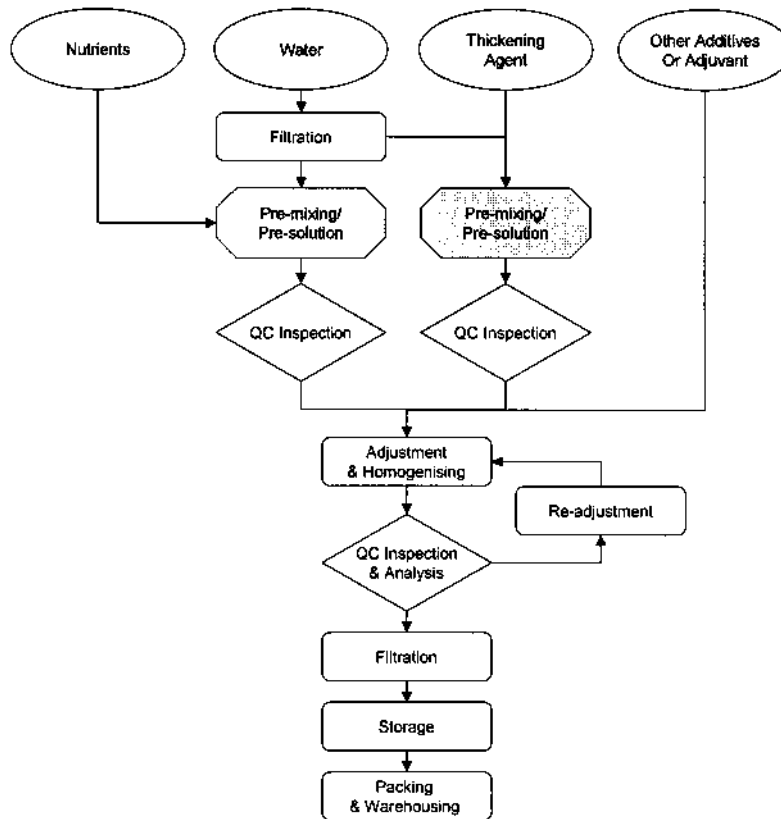 Nutrients
Water
Thickening
Agent
Other Additives
Or Adjuvant
Filtration
Pre-mixing/
Pre-solution
Pre-mixing/
Pre-solution
QC Inspection
QC Inspection
Adjustment
& Homogenising
Re-adjustment
QC Inspection
& Analysis
Filtration
Storage
Packing
& Warehousing